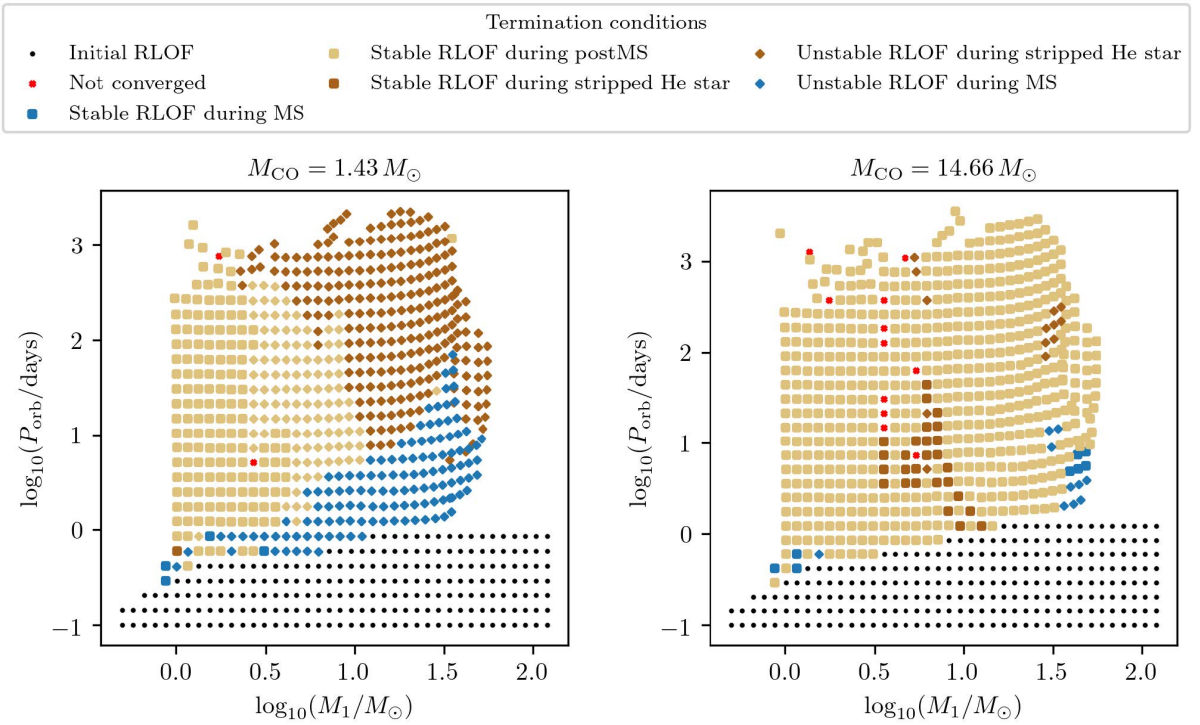 Termination conditions
Initial RLOF
Not converged
Stable RLOF during MS
Stable RLOF during postMS
Stable RLOF during stripped He star
Unstable RLOF during stripped He star
Unstable RLOF during MS
M_CO = 1.43 M_⊙
3
2
1
0
−1
log₁₀(P_orb/days)
0.0 0.5 1.0 1.5 2.0
log₁₀(M₁/M_⊙)
M_CO = 14.66 M_⊙
3
2
1
0
−1
log₁₀(P_orb/days)
0.0 0.5 1.0 1.5 2.0
log₁₀(M₁/M_⊙)